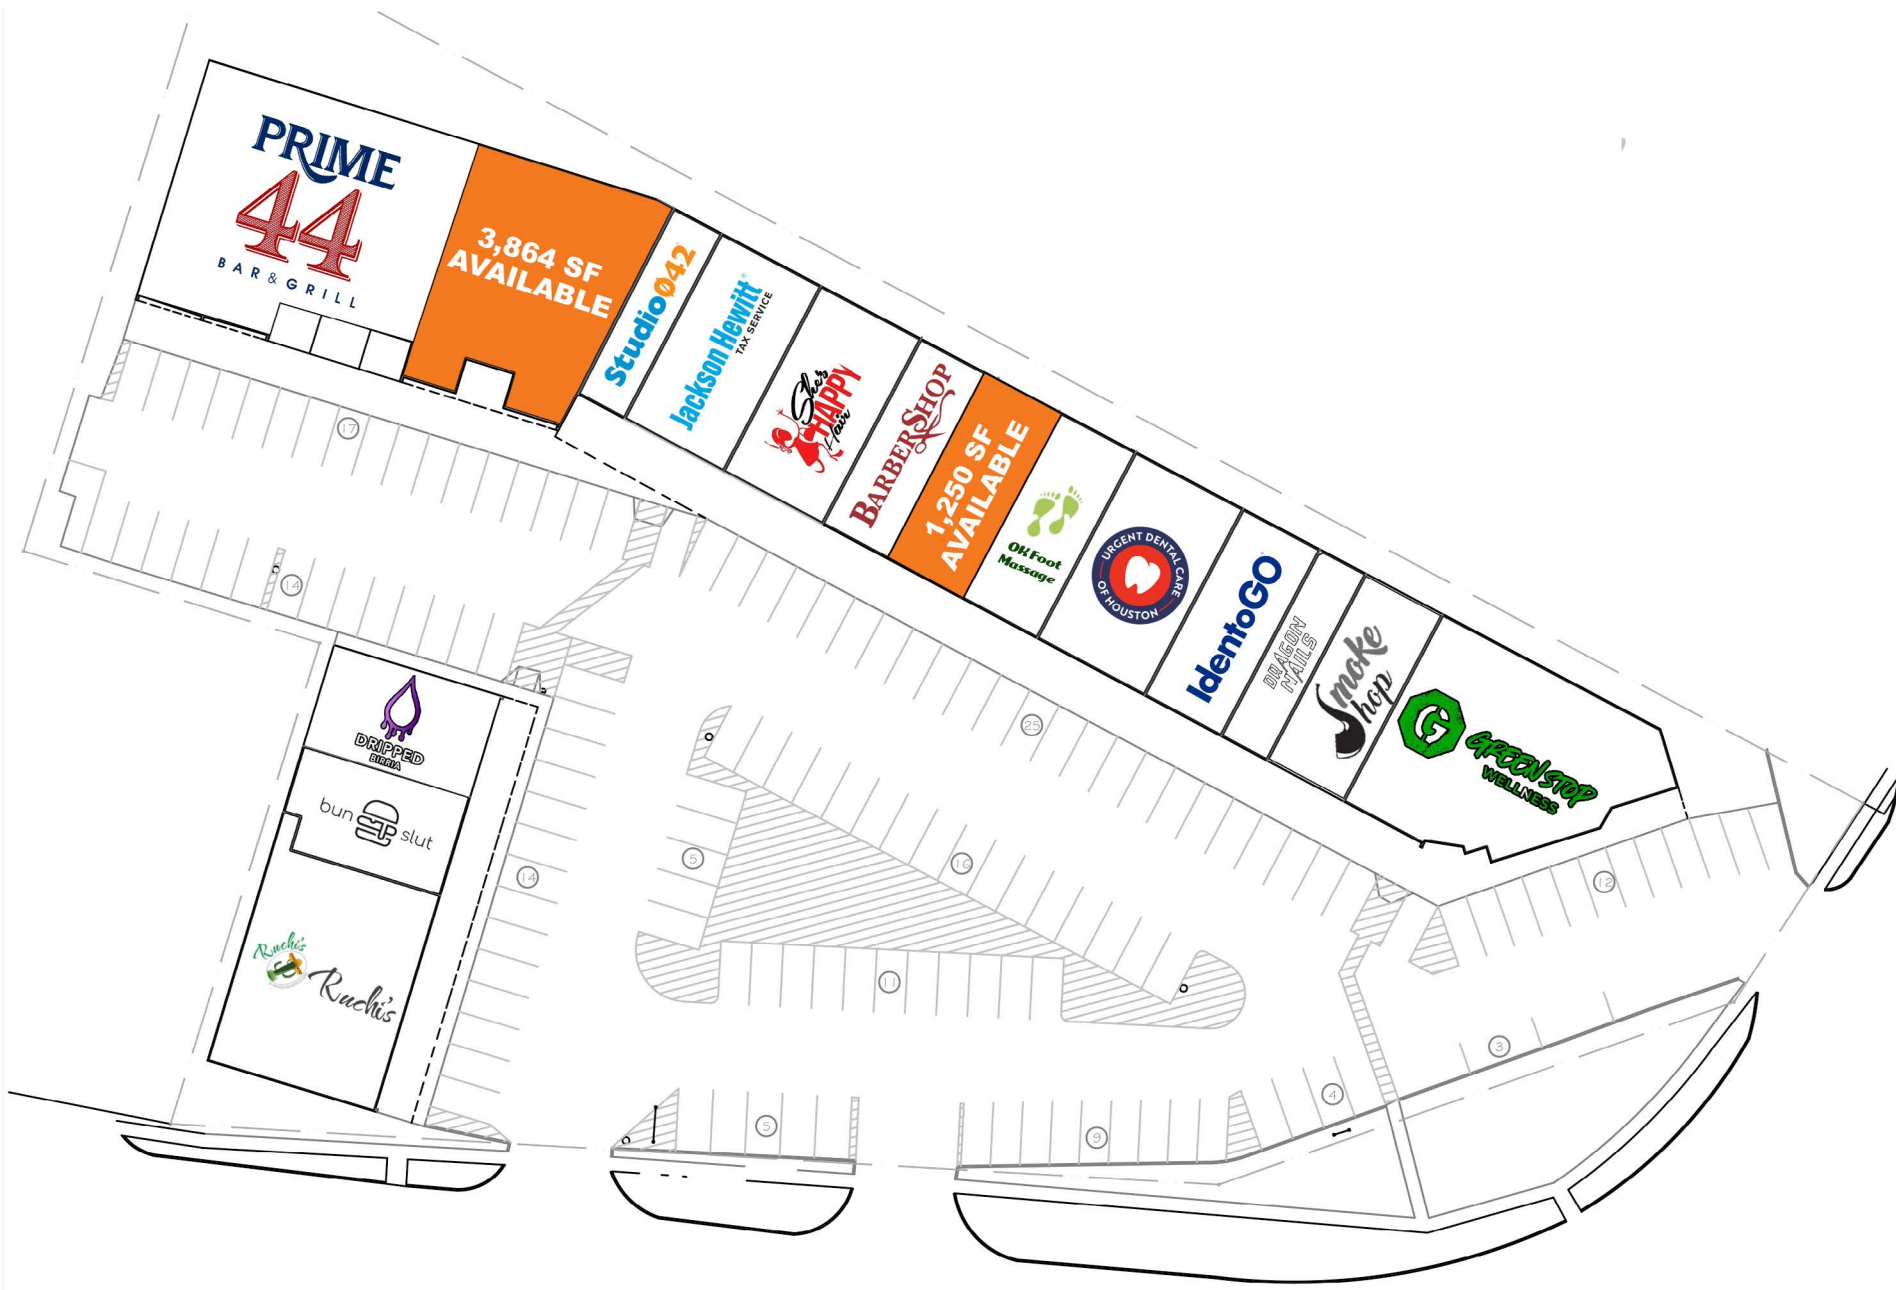 PRIME
44
BAR & GRILL
3,864 SF
AVAILABLE
Studio042
Jackson Hewitt®
TAX SERVICE
She's
HAPPY
Hair
BARBERSHOP
1,250 SF
AVAILABLE
OK Foot
Massage
URGENT DENTAL CARE
OF HOUSTON
IdentoGO
DRAGON
NAILS
Smoke
Shop
G
GREEN STOP
WELLNESS
17
14
DRIPPED
BIRRIA
bun slut
Ruchi's
Ruchi's
14
5
16
25
12
11
5
9
4
3